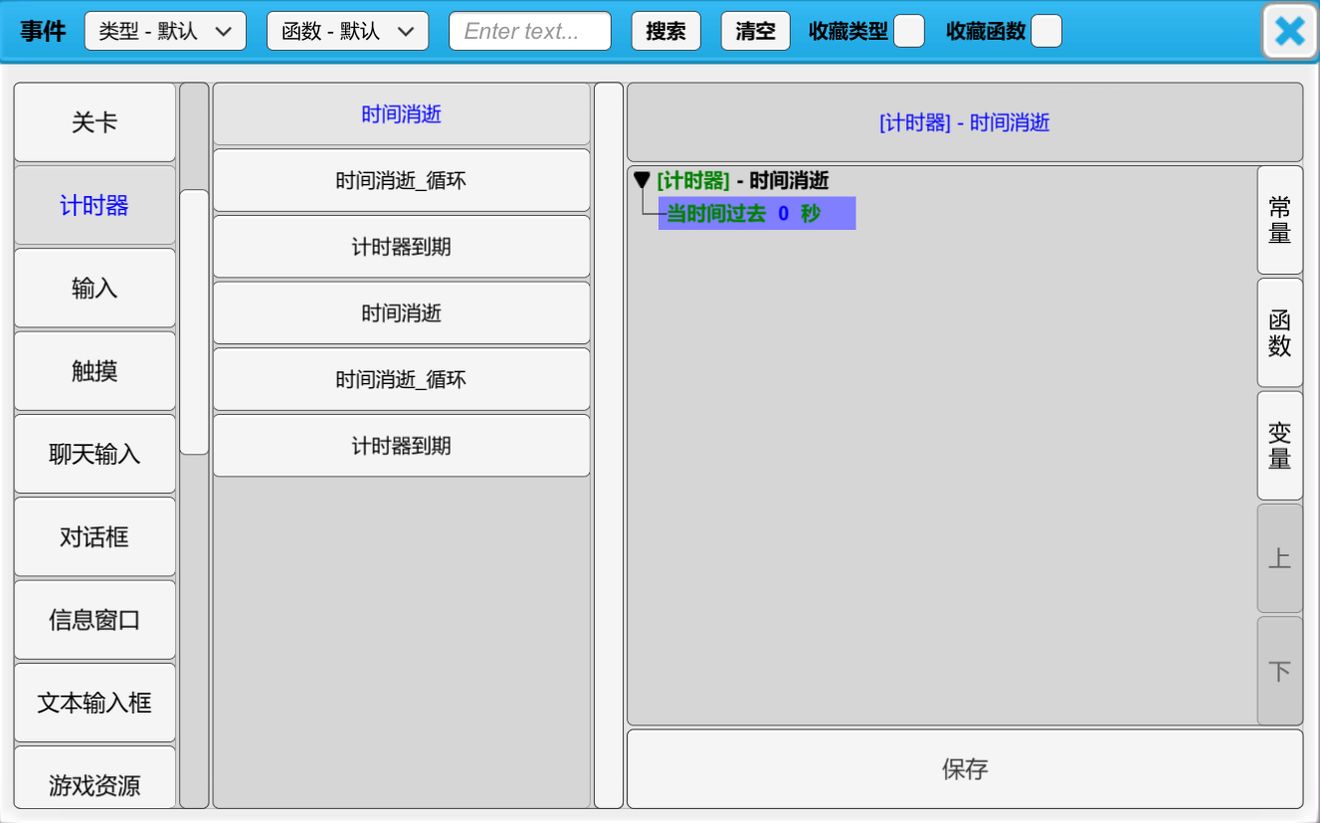 事件
类型 - 默认
函数 - 默认
Enter text...
搜索
清空
收藏类型
收藏函数
关卡
计时器
输入
触摸
聊天输入
对话框
信息窗口
文本输入框
游戏资源
时间消逝
时间消逝_循环
计时器到期
时间消逝
时间消逝_循环
计时器到期
[计时器] - 时间消逝
[计时器] - 时间消逝
当时间过去 0 秒
常量
函数
变量
上
下
保存